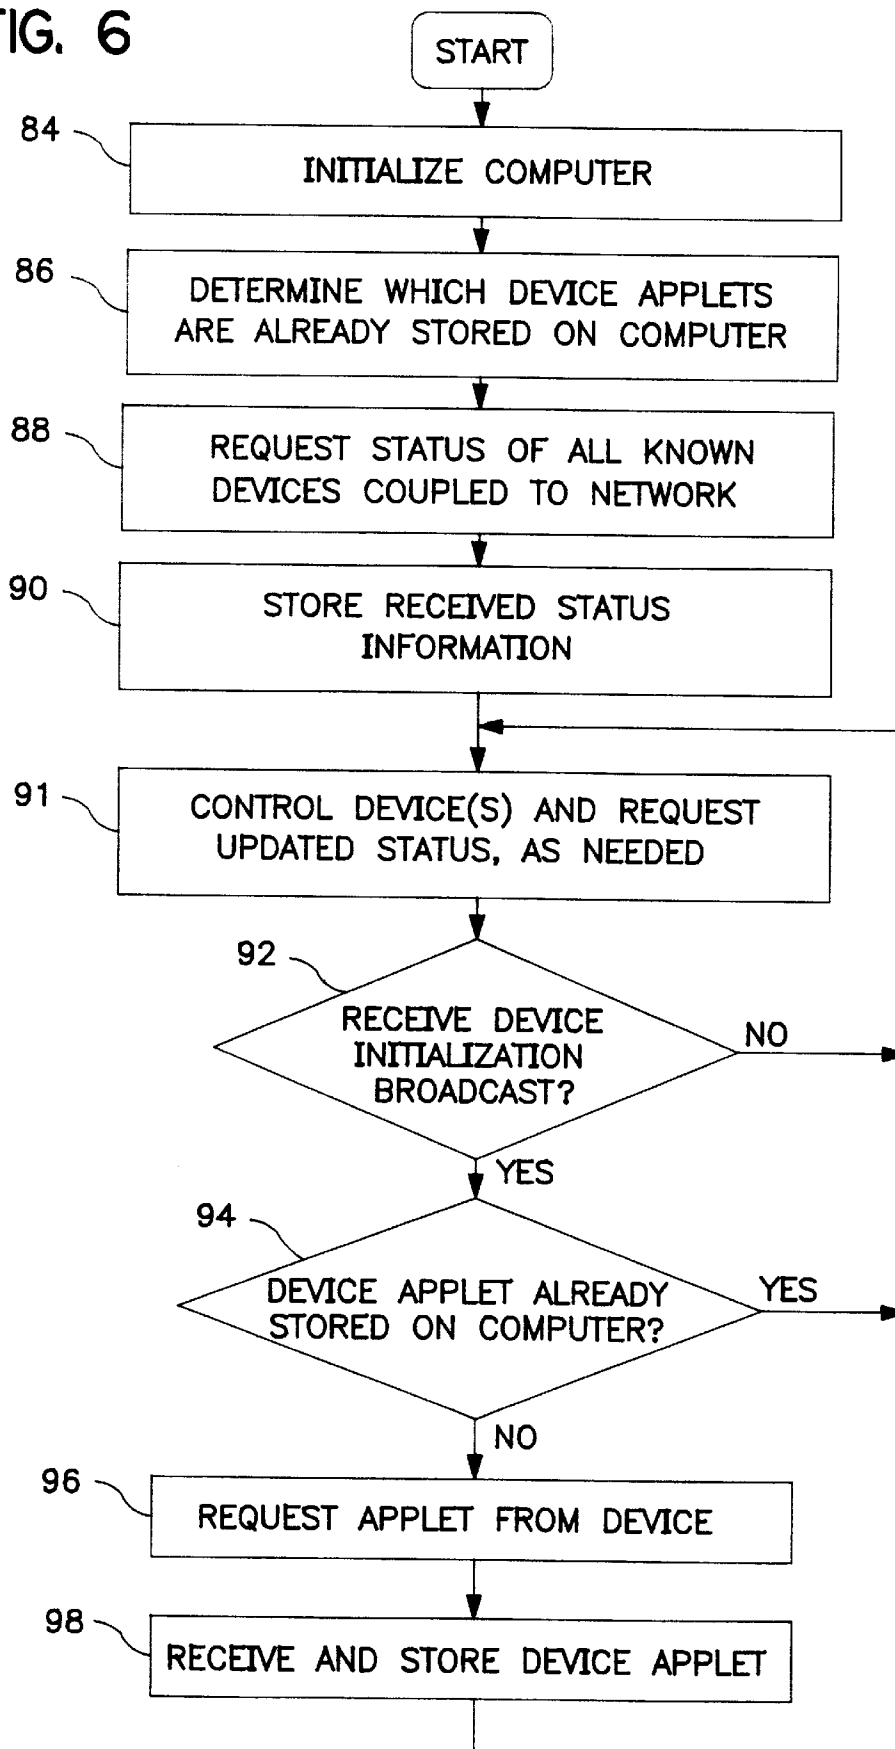 FIG. 6
START
84
INITIALIZE COMPUTER
86
DETERMINE WHICH DEVICE APPLETS
ARE ALREADY STORED ON COMPUTER
88
REQUEST STATUS OF ALL KNOWN
DEVICES COUPLED TO NETWORK
90
STORE RECEIVED STATUS
INFORMATION
91
CONTROL DEVICE(S) AND REQUEST
UPDATED STATUS, AS NEEDED
92
RECEIVE DEVICE
INITIALIZATION
BROADCAST?
NO
YES
94
DEVICE APPLET ALREADY
STORED ON COMPUTER?
YES
NO
96
REQUEST APPLET FROM DEVICE
98
RECEIVE AND STORE DEVICE APPLET